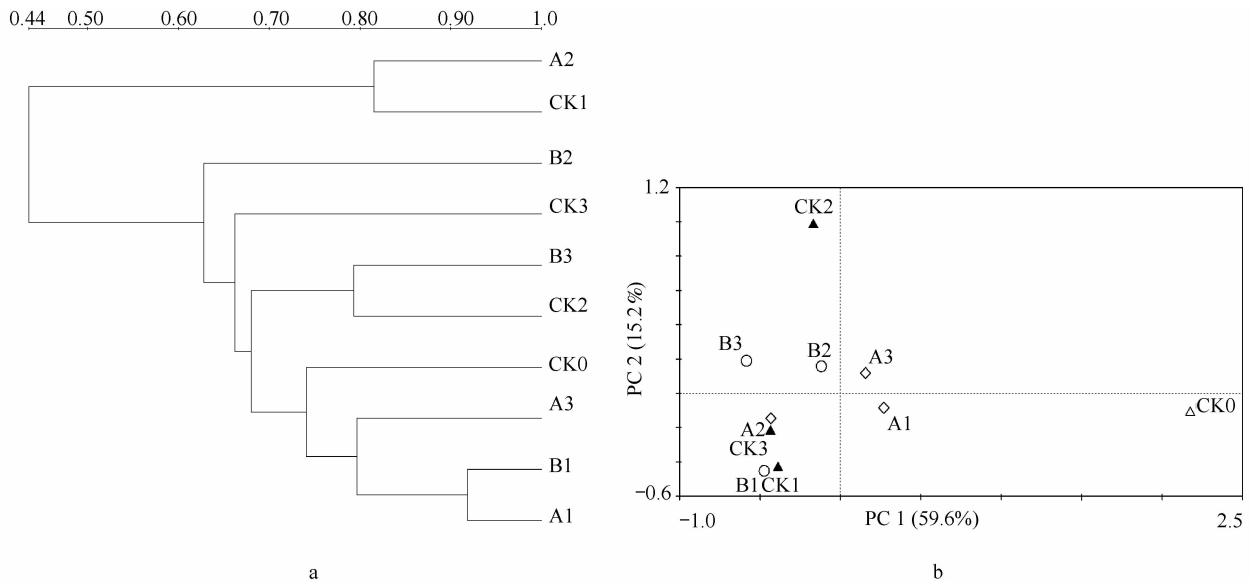 0.44 0.50 0.60 0.70 0.80 0.90 1.0
A2
CK1
B2
CK3
B3
CK2
CK0
A3
B1
A1
a
1.2
CK2
B3
B2
A3
CK0
A1
A2
CK3
B1CK1
−0.6
PC 2 (15.2%)
−1.0 PC 1 (59.6%) 2.5
b